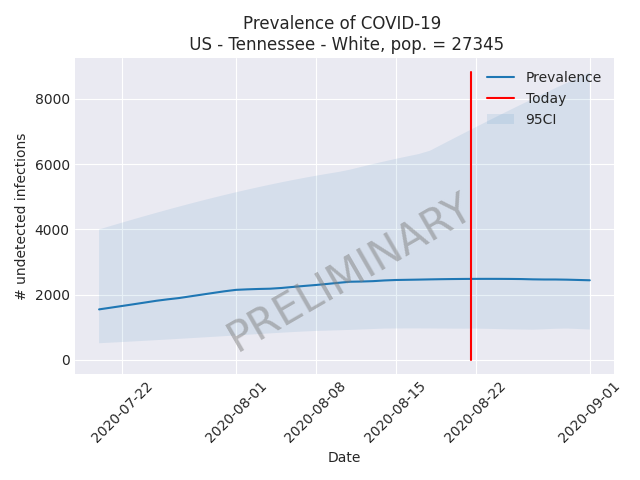 Prevalence of COVID-19
US - Tennessee - White, pop. = 27345
# undetected infections
8000
6000
4000
2000
0
Prevalence
Today
95CI
PRELIMINARY
2020-07-22
2020-08-01
2020-08-08
2020-08-15
2020-08-22
2020-09-01
Date